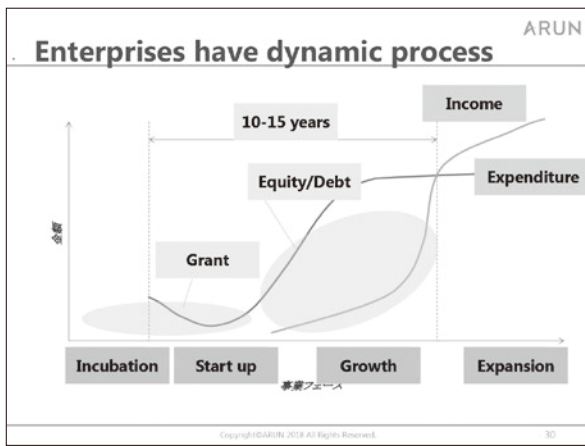 ARUN
Enterprises have dynamic process
Income
10-15 years
Equity/Debt
Expenditure
金額
Grant
Incubation
Start up
Growth
Expansion
事業フェーズ
Copyright©ARUN 2018 All Rights Reserved.
30